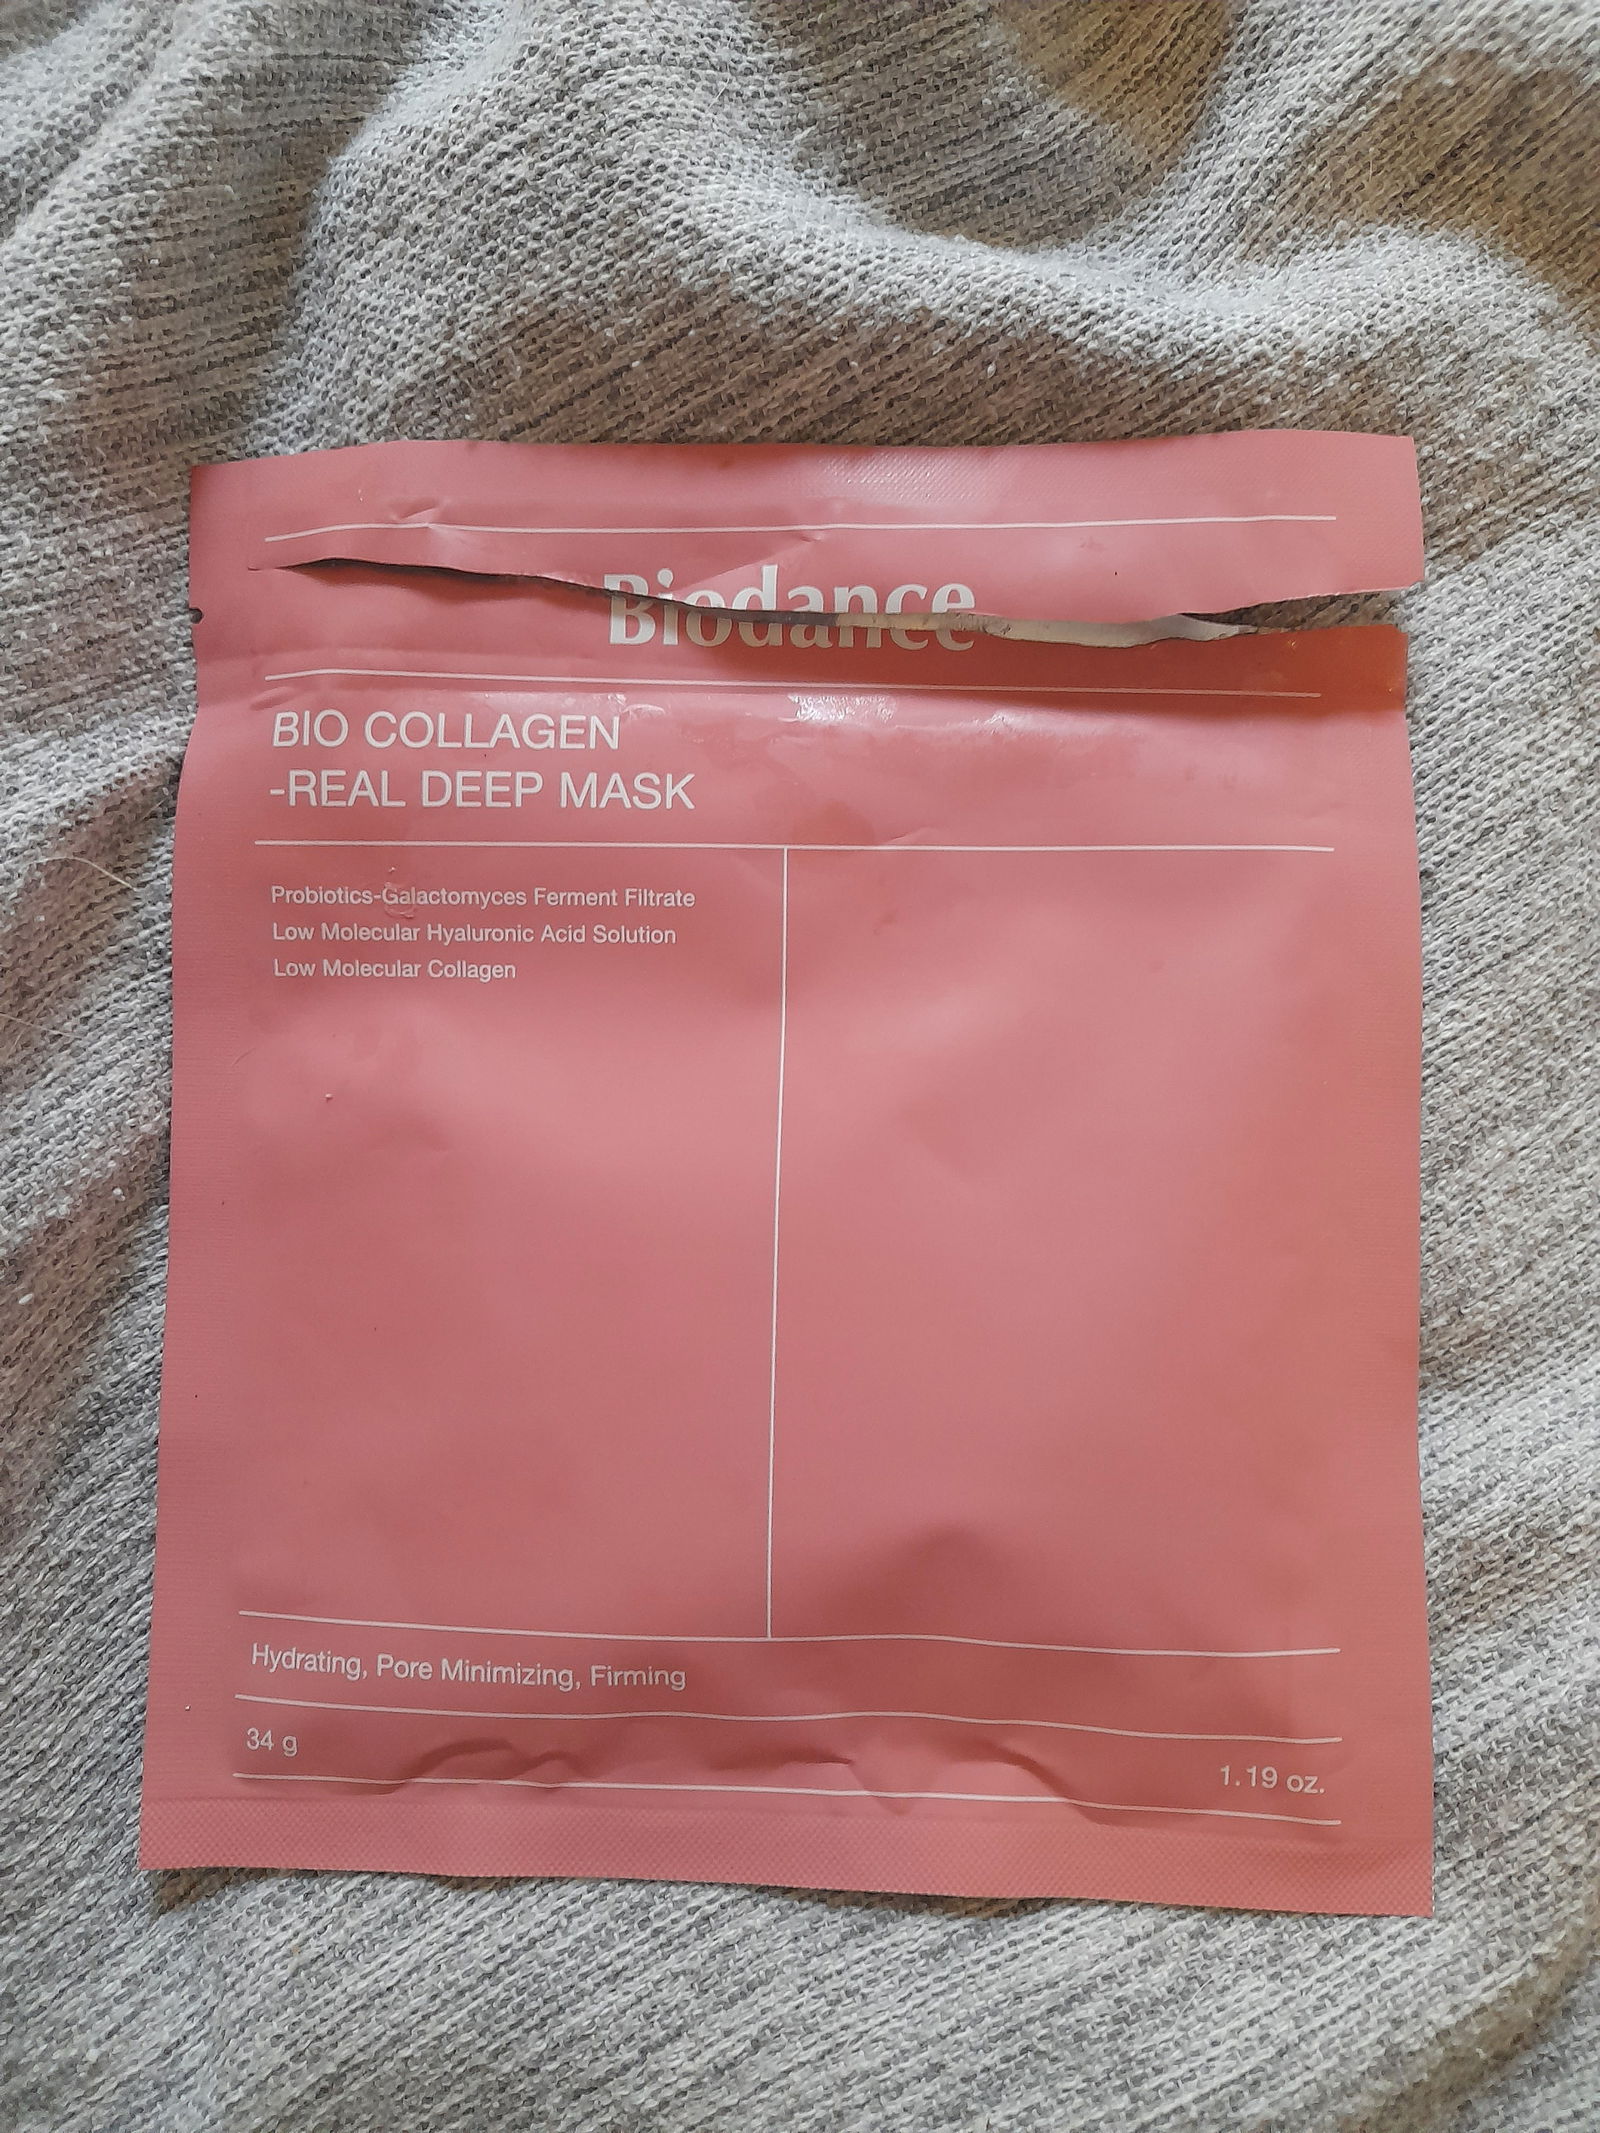 Biodance
BIO COLLAGEN
-REAL DEEP MASK
Probiotics-Galactomyces Ferment Filtrate
Low Molecular Hyaluronic Acid Solution
Low Molecular Collagen
Hydrating, Pore Minimizing, Firming
34 g
1.19 oz.